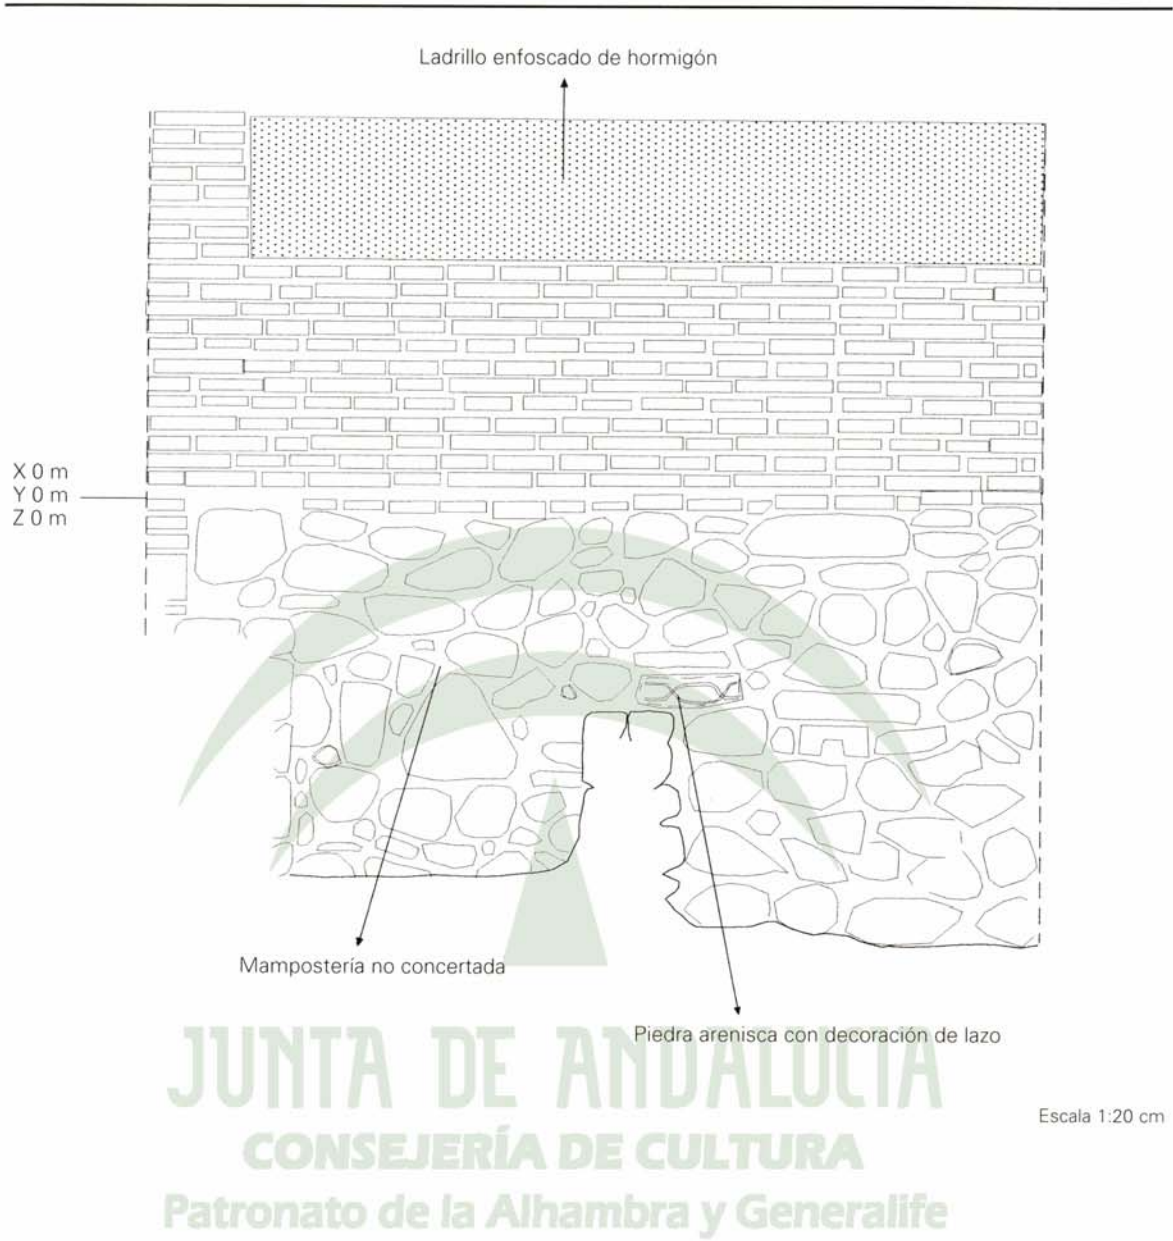 Ladrillo enfoscado de hormigón
X 0 m
Y 0 m
Z 0 m
Mampostería no concertada
Piedra arenisca con decoración de lazo
JUNTA DE ANDALUCIA
Escala 1:20 cm
CONSEJERÍA DE CULTURA
Patronato de la Alhambra y Generalife